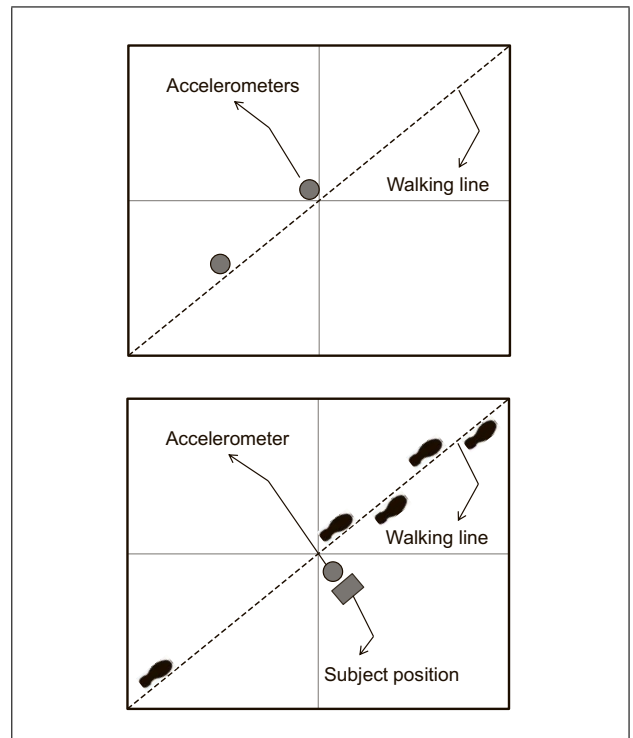 Accelerometers
Walking line
Accelerometer
Walking line
Subject position